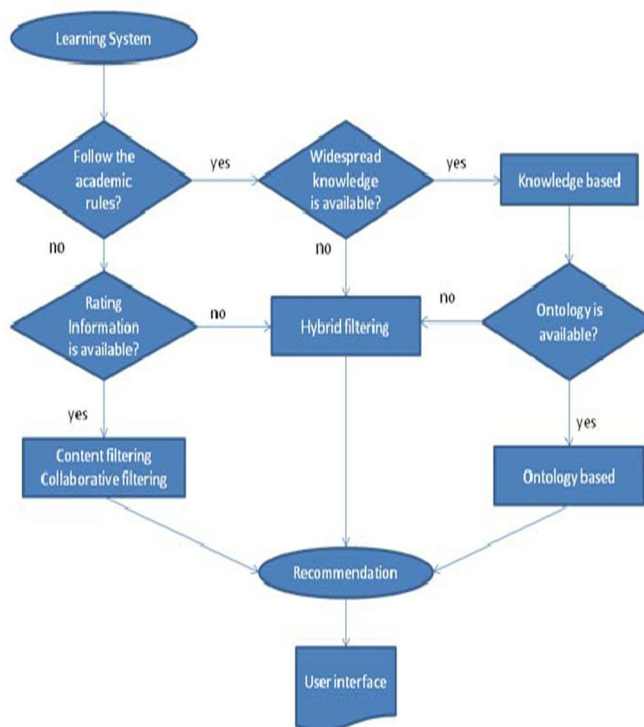 Learning System
Follow the
academic
rules?
yes
Widespread
knowledge
is available?
yes
Knowledge based
no
no
Rating
Information
is available?
no
Hybrid filtering
no
Ontology is
available?
yes
yes
Content filtering
Collaborative filtering
Ontology based
Recommendation
User interface